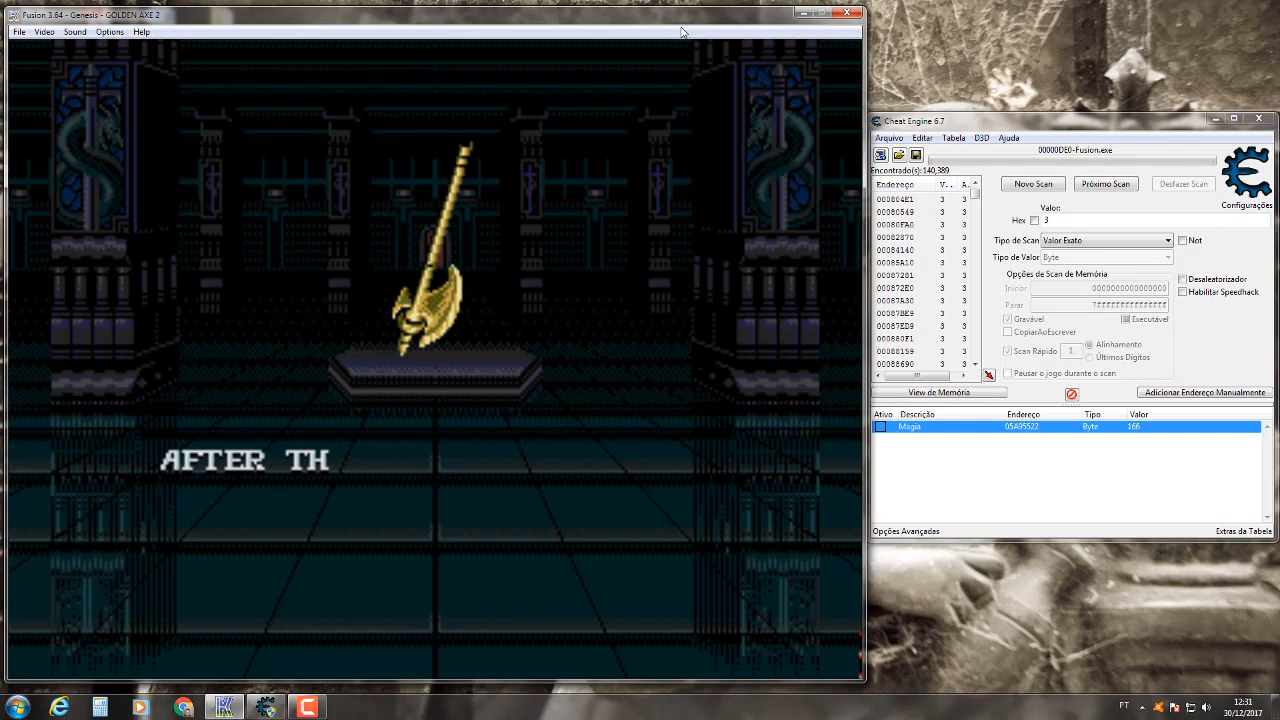 Fusion 3.64 - Genesis - GOLDEN AXE 2
File Video Sound Options Help
AFTER TH
Cheat Engine 6.7
Arquivo Editar Tabela D3D Ajuda
00000DE0-Fusion.exe
Encontrado(s):140,389
Endereço V... A.
000804E1 3 3
00080549 3 3
00080FA0 3 3
00082870 3 3
00084140 3 3
00085A10 3 3
00087281 3 3
000872E0 3 3
00087A30 3 3
00087BE9 3 3
00087ED9 3 3
000880F1 3 3
00088159 3 3
00088690 3 3
Novo Scan Próximo Scan Desfazer Scan
Configurações
Valor:
Hex 3
Tipo de Scan Valor Exato Not
Tipo de Valor Byte
Opções de Scan de Memória
Iniciar 0000000000000000
Parar 7fffffffffffffff
Gravável Executável
CopiarAoEscrever
Scan Rápido 1 Alinhamento
Últimos Dígitos
Pausar o jogo durante o scan
Desaleatorizador
Habilitar Speedhack
View de Memória Adicionar Endereço Manualmente
Ativo Descrição Endereço Tipo Valor
Magia 05A95522 Byte 166
Opções Avançadas Extras da Tabela
PT 12:31
30/12/2017